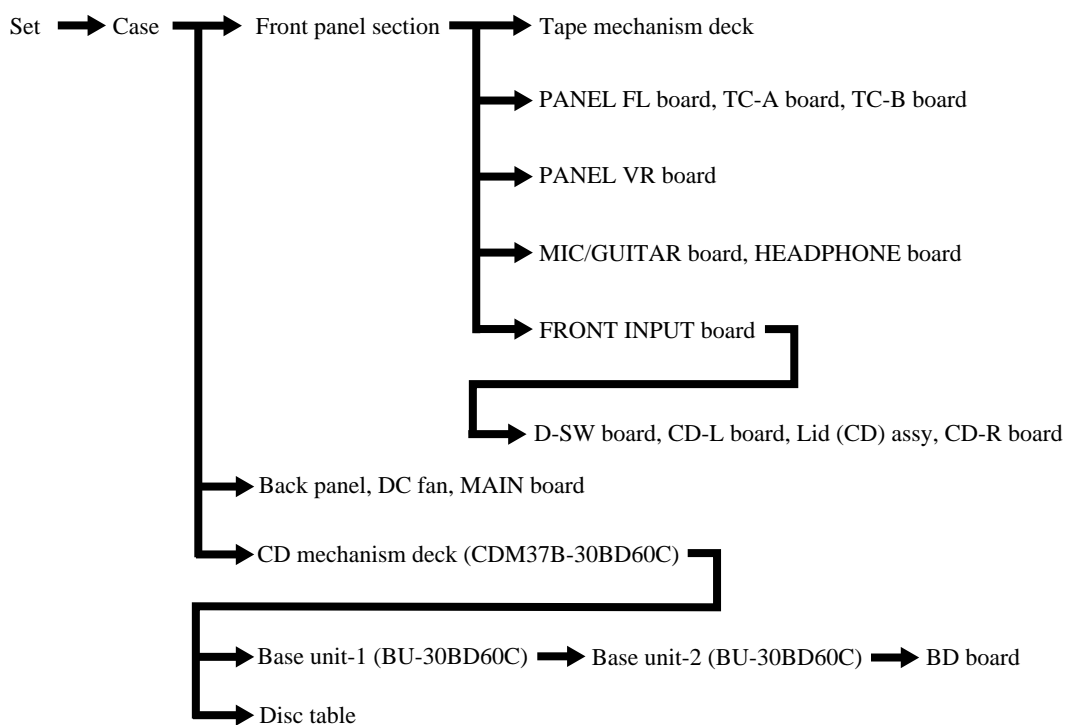 Set Case Front panel section Tape mechanism deck
PANEL FL board, TC-A board, TC-B board
PANEL VR board
MIC/GUITAR board, HEADPHONE board
FRONT INPUT board
D-SW board, CD-L board, Lid (CD) assy, CD-R board
Back panel, DC fan, MAIN board
CD mechanism deck (CDM37B-30BD60C)
Base unit-1 (BU-30BD60C) Base unit-2 (BU-30BD60C) BD board
Disc table